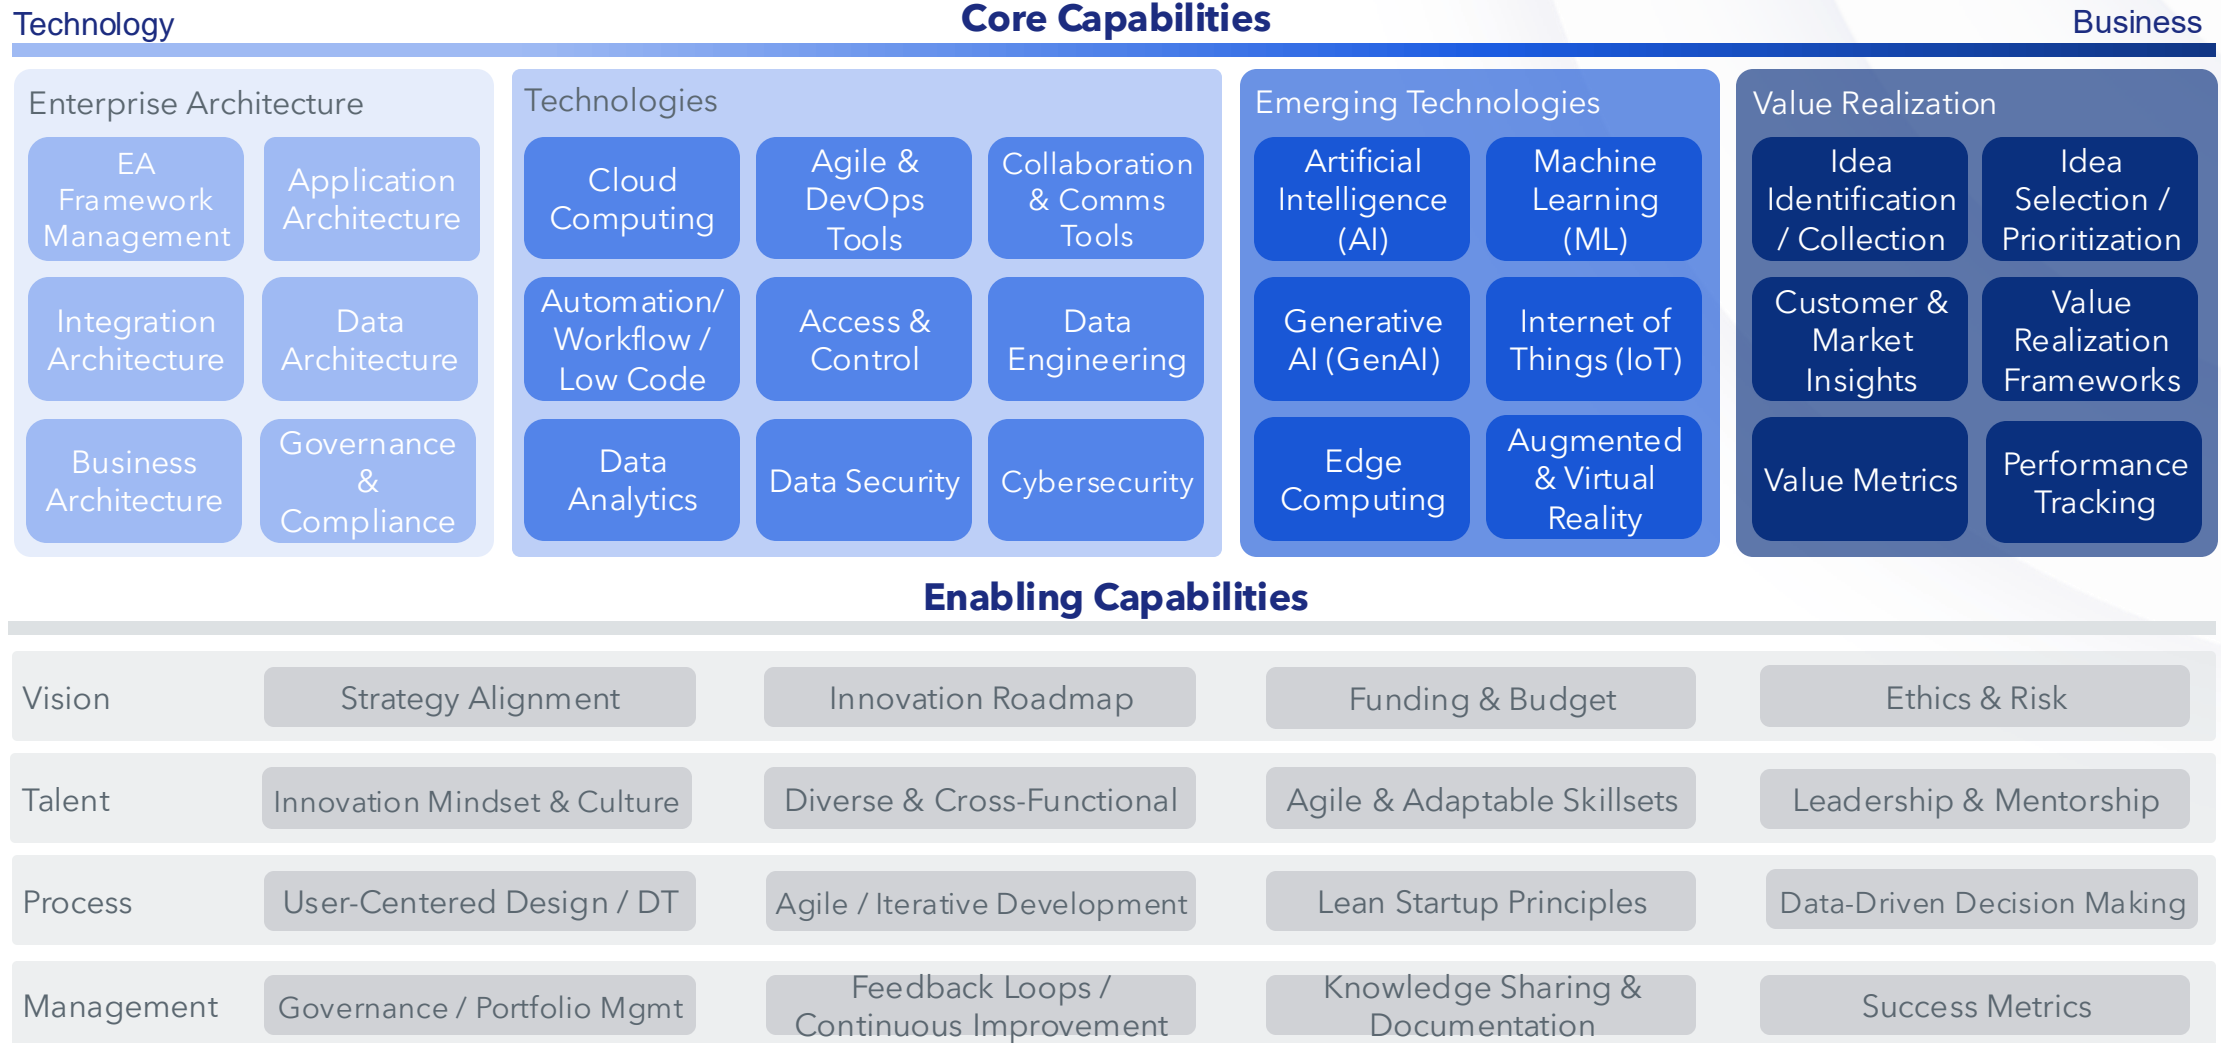 Technology
Core Capabilities
Business
Enterprise Architecture
EA
Framework
Management
Application
Architecture
Integration
Architecture
Data
Architecture
Business
Architecture
Governance
&
Compliance
Technologies
Cloud
Computing
Agile &
DevOps
Tools
Collaboration
& Comms
Tools
Automation/
Workflow /
Low Code
Access &
Control
Data
Engineering
Data
Analytics
Data Security
Cybersecurity
Emerging Technologies
Artificial
Intelligence
(AI)
Machine
Learning
(ML)
Generative
AI (GenAI)
Internet of
Things (IoT)
Edge
Computing
Augmented
& Virtual
Reality
Value Realization
Idea
Identification
/ Collection
Idea
Selection /
Prioritization
Customer &
Market
Insights
Value
Realization
Frameworks
Value Metrics
Performance
Tracking
Enabling Capabilities
Vision
Strategy Alignment
Innovation Roadmap
Funding & Budget
Ethics & Risk
Talent
Innovation Mindset & Culture
Diverse & Cross-Functional
Agile & Adaptable Skillsets
Leadership & Mentorship
Process
User-Centered Design / DT
Agile / Iterative Development
Lean Startup Principles
Data-Driven Decision Making
Management
Governance / Portfolio Mgmt
Feedback Loops /
Continuous Improvement
Knowledge Sharing &
Documentation
Success Metrics